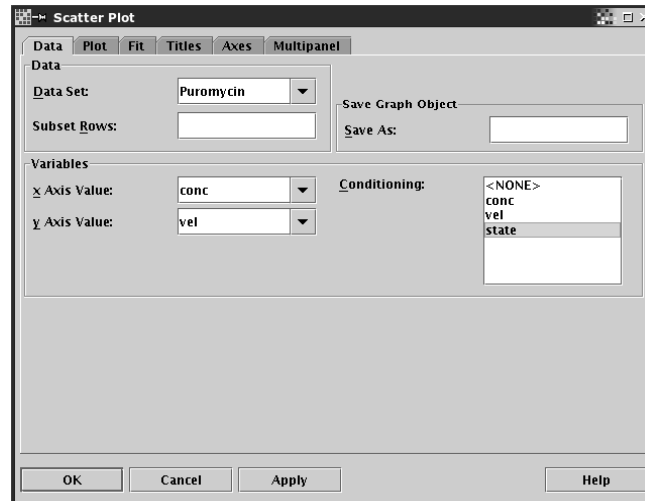 Scatter Plot
Data Plot Fit Titles Axes Multipanel
Data
Data Set: Puromycin
Subset Rows:
Save Graph Object
Save As:
Variables
x Axis Value: conc
y Axis Value: vel
Conditioning:
<NONE>
conc
vel
state
OK Cancel Apply Help